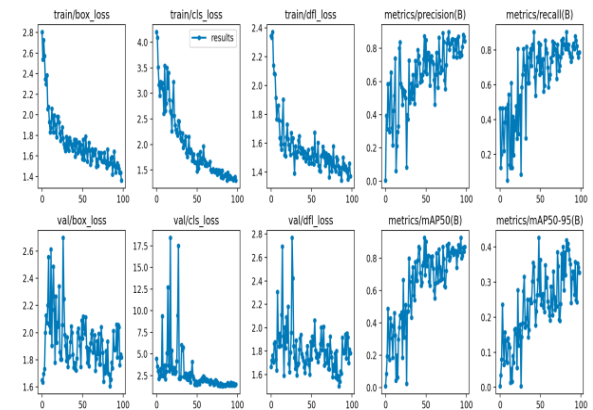 train/box_loss
train/cls_loss
train/dfl_loss
metrics/precision(B)
metrics/recall(B)
2.8
2.6
2.4
2.2
2.0
1.8
1.6
1.4
0 50 100
4.0
3.5
3.0
2.5
2.0
1.5
results
0 50 100
2.4
2.2
2.0
1.8
1.6
1.4
0 50 100
0.8
0.6
0.4
0.2
0.0
0 50 100
0.8
0.6
0.4
0.2
0 50 100
val/box_loss
val/cls_loss
val/dfl_loss
metrics/mAP50(B)
metrics/mAP50-95(B)
2.6
2.4
2.2
2.0
1.8
1.6
0 50 100
17.5
15.0
12.5
10.0
7.5
5.0
2.5
0 50 100
2.8
2.6
2.4
2.2
2.0
1.8
1.6
0 50 100
0.8
0.6
0.4
0.2
0.0
0 50 100
0.4
0.3
0.2
0.1
0.0
0 50 100